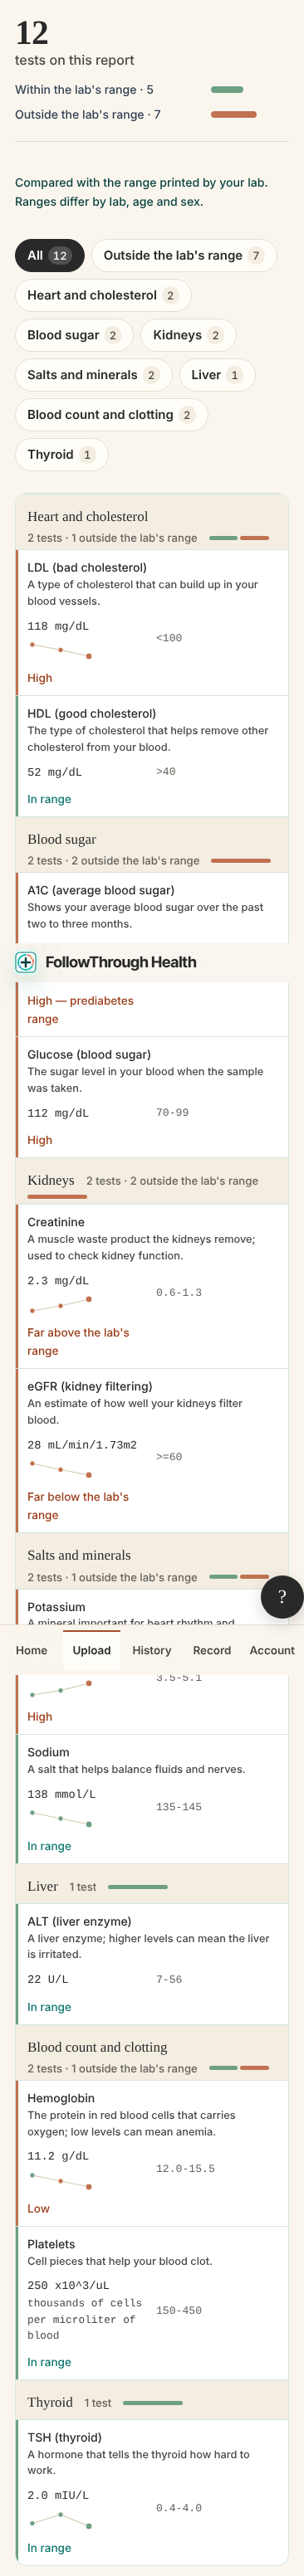 12
tests on this report
Within the lab's range · 5
Outside the lab's range · 7
Compared with the range printed by your lab.
Ranges differ by lab, age and sex.
All 12
Outside the lab's range 7
Heart and cholesterol 2
Blood sugar 2
Kidneys 2
Salts and minerals 2
Liver 1
Blood count and clotting 2
Thyroid 1
Heart and cholesterol
2 tests · 1 outside the lab's range
LDL (bad cholesterol)
A type of cholesterol that can build up in your
blood vessels.
118 mg/dL
<100
High
HDL (good cholesterol)
The type of cholesterol that helps remove other
cholesterol from your blood.
52 mg/dL
>40
In range
Blood sugar
2 tests · 2 outside the lab's range
A1C (average blood sugar)
Shows your average blood sugar over the past
two to three months.
FollowThrough Health
High — prediabetes
range
Glucose (blood sugar)
The sugar level in your blood when the sample
was taken.
112 mg/dL
70-99
High
Kidneys 2 tests · 2 outside the lab's range
Creatinine
A muscle waste product the kidneys remove;
used to check kidney function.
2.3 mg/dL
0.6-1.3
Far above the lab's
range
eGFR (kidney filtering)
An estimate of how well your kidneys filter
blood.
28 mL/min/1.73m2
>=60
Far below the lab's
range
Salts and minerals
2 tests · 1 outside the lab's range
?
Potassium
A mineral important for heart rhythm and
Home
Upload
History
Record
Account
3.5-5.1
High
Sodium
A salt that helps balance fluids and nerves.
138 mmol/L
135-145
In range
Liver 1 test
ALT (liver enzyme)
A liver enzyme; higher levels can mean the liver
is irritated.
22 U/L
7-56
In range
Blood count and clotting
2 tests · 1 outside the lab's range
Hemoglobin
The protein in red blood cells that carries
oxygen; low levels can mean anemia.
11.2 g/dL
12.0-15.5
Low
Platelets
Cell pieces that help your blood clot.
250 x10^3/uL
thousands of cells
per microliter of
blood
150-450
In range
Thyroid 1 test
TSH (thyroid)
A hormone that tells the thyroid how hard to
work.
2.0 mIU/L
0.4-4.0
In range